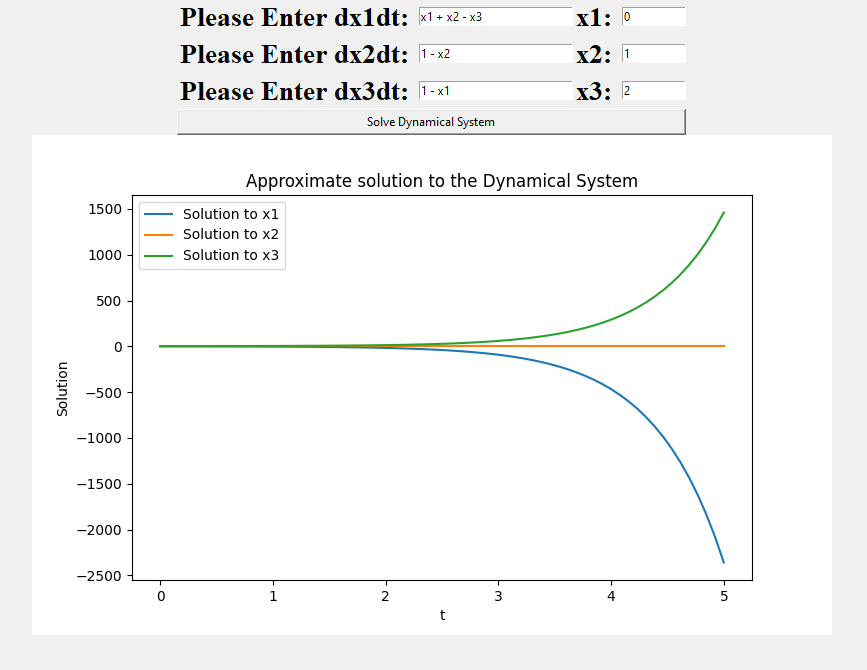 Please Enter dx1dt: x1 + x2 - x3 x1: 0
Please Enter dx2dt: 1 - x2 x2: 1
Please Enter dx3dt: 1 - x1 x3: 2
Solve Dynamical System
Approximate solution to the Dynamical System
Solution to x1
Solution to x2
Solution to x3
1500
1000
500
0
−500
−1000
−1500
−2000
−2500
Solution
0 1 2 3 4 5
t